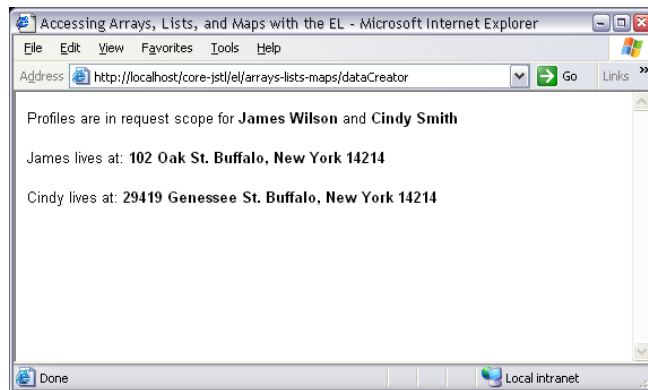 Accessing Arrays, Lists, and Maps with the EL - Microsoft Internet Explorer
File Edit View Favorites Tools Help
Address http://localhost/core-jstl/el/arrays-lists-maps/dataCreator Go Links »
Profiles are in request scope for James Wilson and Cindy Smith
James lives at: 102 Oak St. Buffalo, New York 14214
Cindy lives at: 29419 Genessee St. Buffalo, New York 14214
Done Local intranet